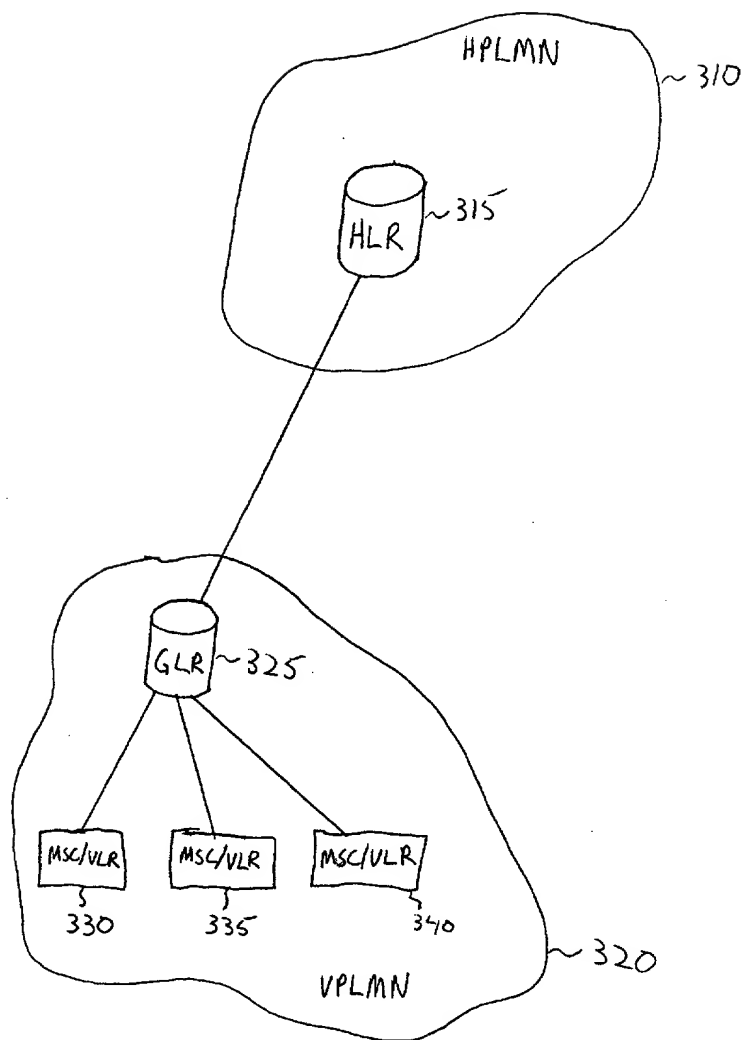 HPLMN
310
HLR
315
GLR
325
MSC/VLR
MSC/VLR
MSC/VLR
330
335
340
320
VPLMN